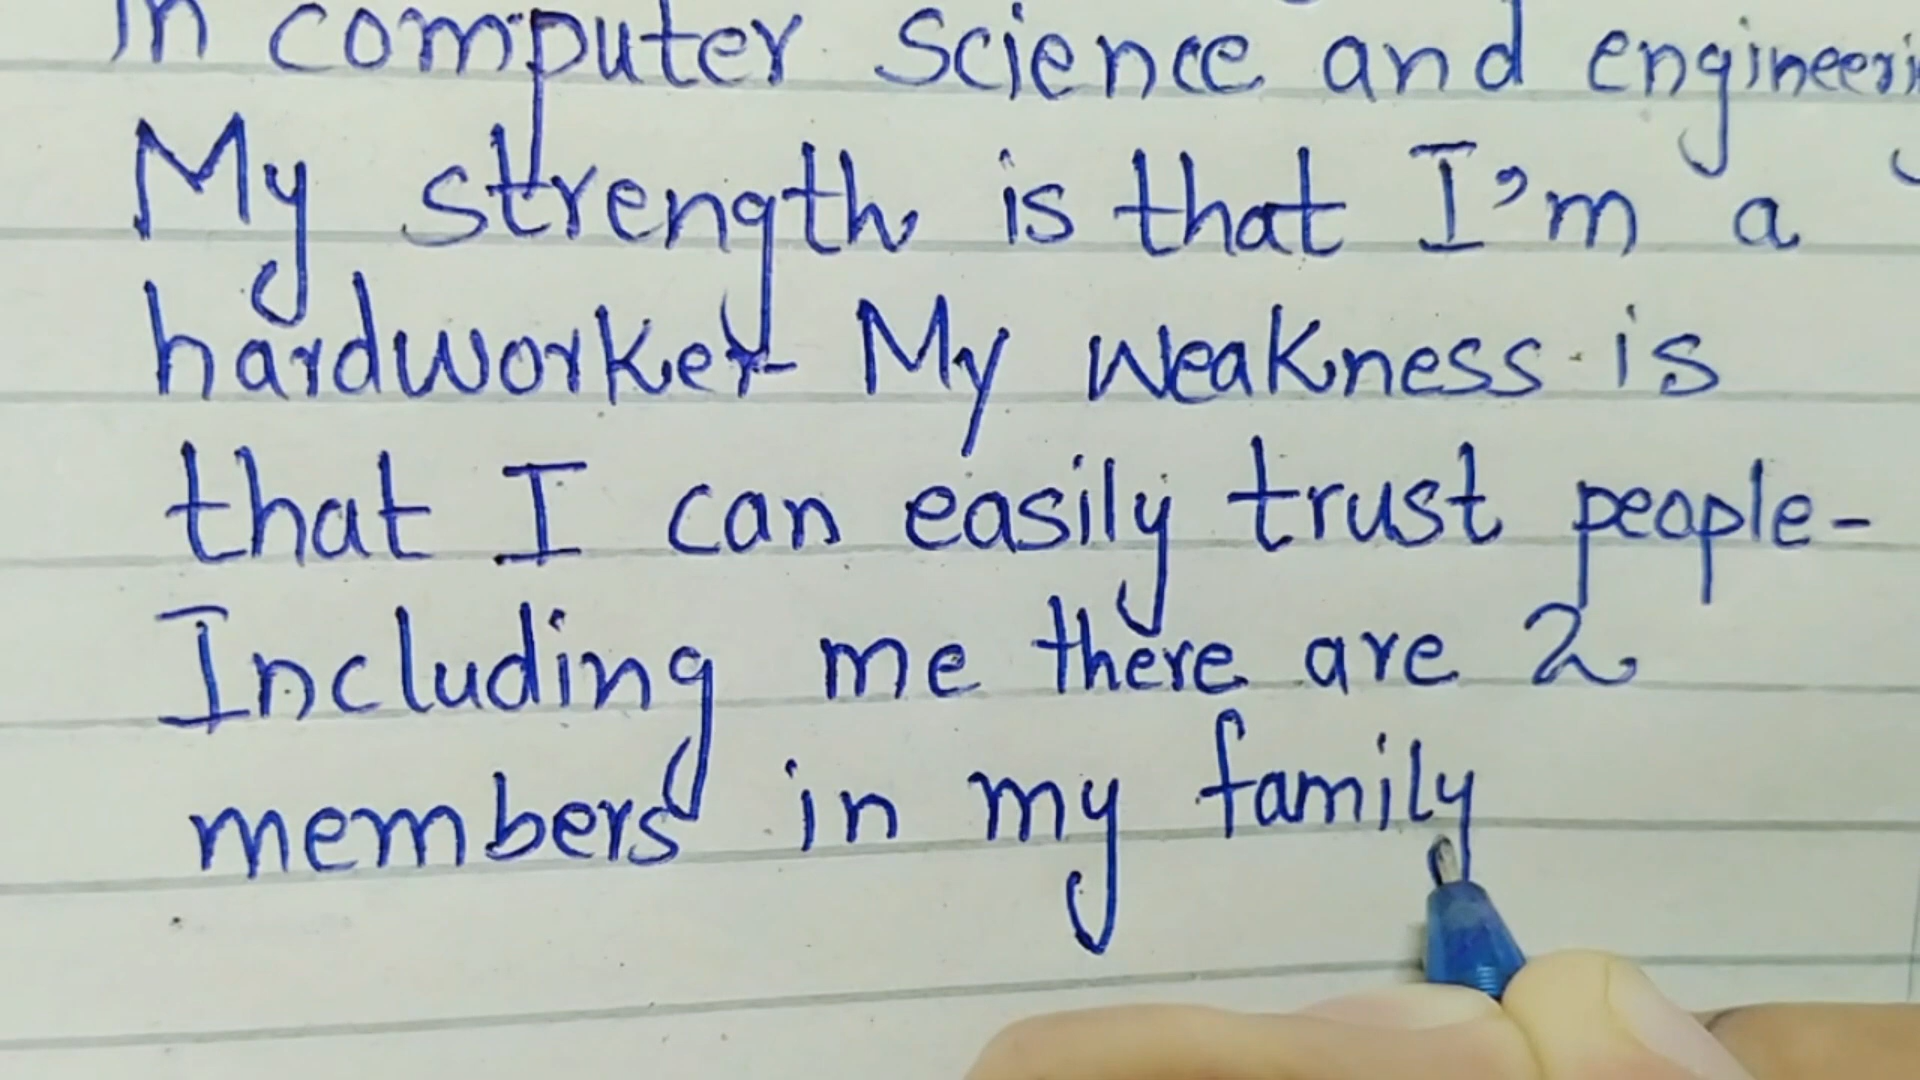 in computer science and engineering
My strength is that I'm a
hardworker- My weakness is
that I can easily trust people-
Including me there are 2
members in my family